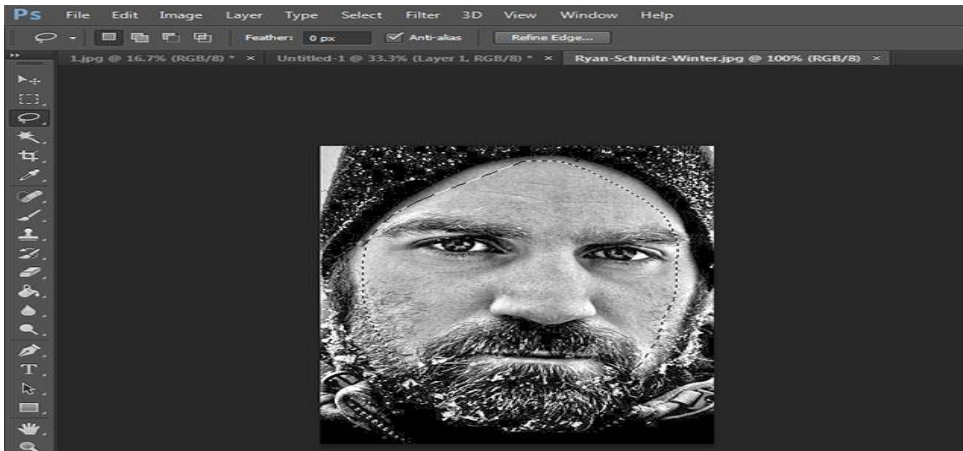 Ps File Edit Image Layer Type Select Filter 3D View Window Help
Feather: 0 px Anti-alias Refine Edge...
1.jpg @ 16.7% (RGB/8) * × Untitled-1 @ 33.3% (Layer 1, RGB/8) * × Ryan-Schmitz-Winter.jpg @ 100% (RGB/8) ×
T